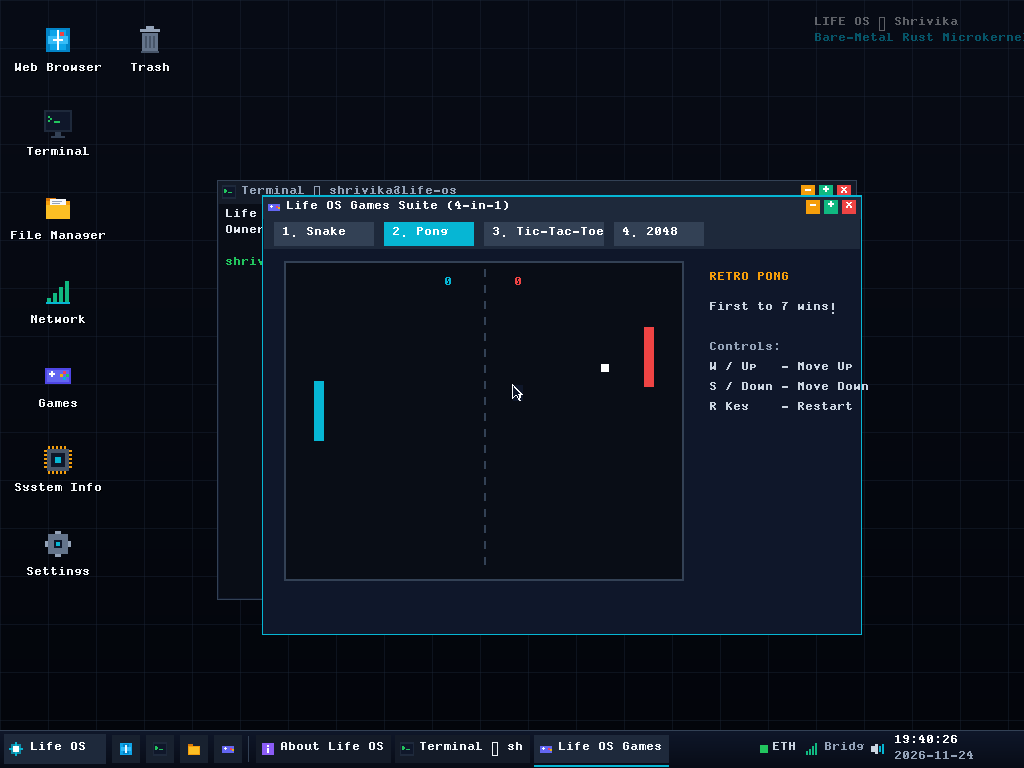 LIFE OS ▯ Shrivika
Bare-Metal Rust Microkerne
Web Browser
Trash
Terminal
File Manager
Network
Games
System Info
Settings
Terminal ▯ shrivika@life-os
Life
Owner
shriv
Life OS Games Suite (4-in-1)
1. Snake
2. Pong
3. Tic-Tac-Toe
4. 2048
0 0
RETRO PONG
First to 7 wins!
Controls:
W / Up - Move Up
S / Down - Move Down
R Key - Restart
Life OS
About Life OS
Terminal ▯ sh
Life OS Games
ETH
Bridg
19:40:26
2026-11-24